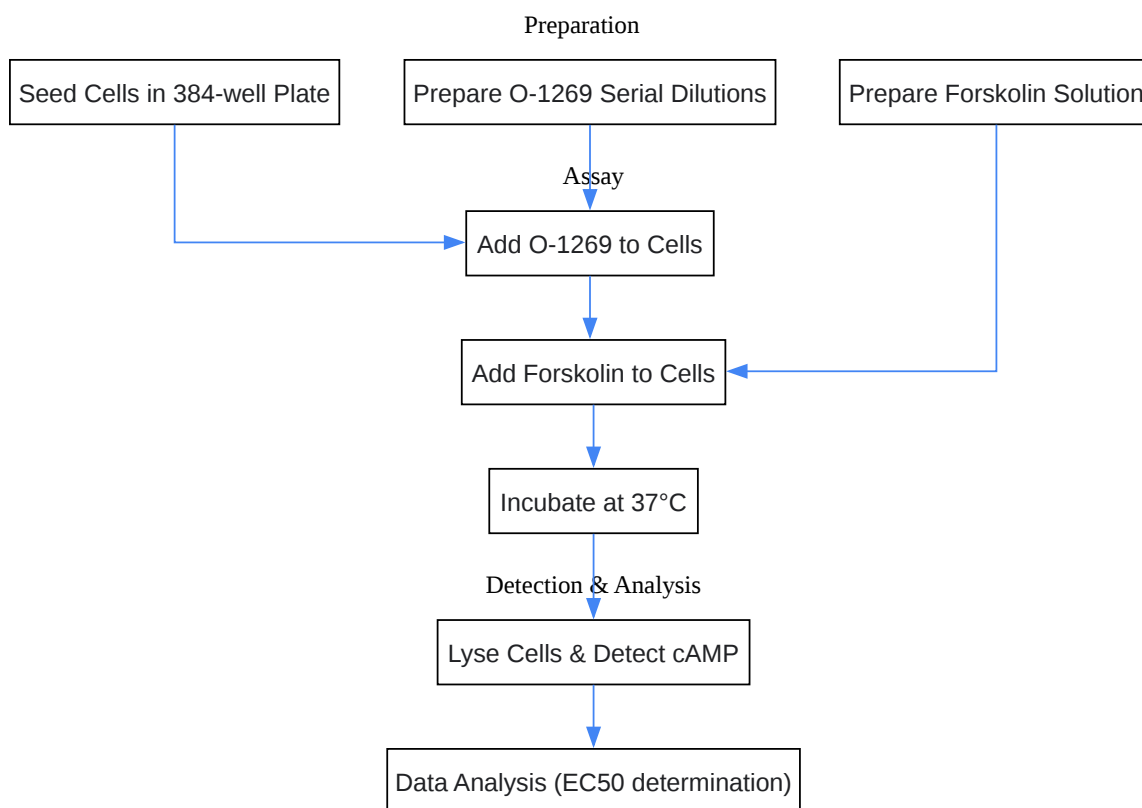 Preparation
Seed Cells in 384-well Plate
Prepare O-1269 Serial Dilutions
Prepare Forskolin Solution
Assay
Add O-1269 to Cells
Add Forskolin to Cells
Incubate at 37°C
Detection & Analysis
Lyse Cells & Detect cAMP
Data Analysis (EC50 determination)